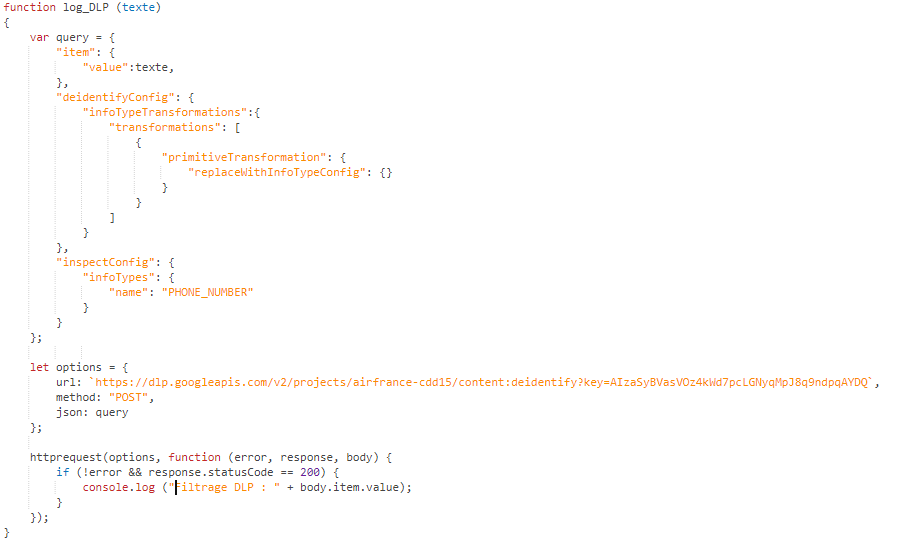 function log_DLP (texte)
{
    var query = {
        "item": {
            "value":texte,
        },
        "deidentifyConfig": {
            "infoTypeTransformations":{
                "transformations": [
                    {
                        "primitiveTransformation": {
                            "replaceWithInfoTypeConfig": {}
                        }
                    }
                ]
            }
        },
        "inspectConfig": {
            "infoTypes": {
                "name": "PHONE_NUMBER"
            }
        }
    };
    let options = {
        url: `https://dlp.googleapis.com/v2/projects/airfrance-cdd15/content:deidentify?key=AIzaSyBVasVOz4kWd7pcLGNyqMpJ8q9ndpqAYDQ`,
        method: "POST",
        json: query
    };
    httprequest(options, function (error, response, body) {
        if (!error && response.statusCode == 200) {
            console.log ("Filtrage DLP : " + body.item.value);
        }
    });
}